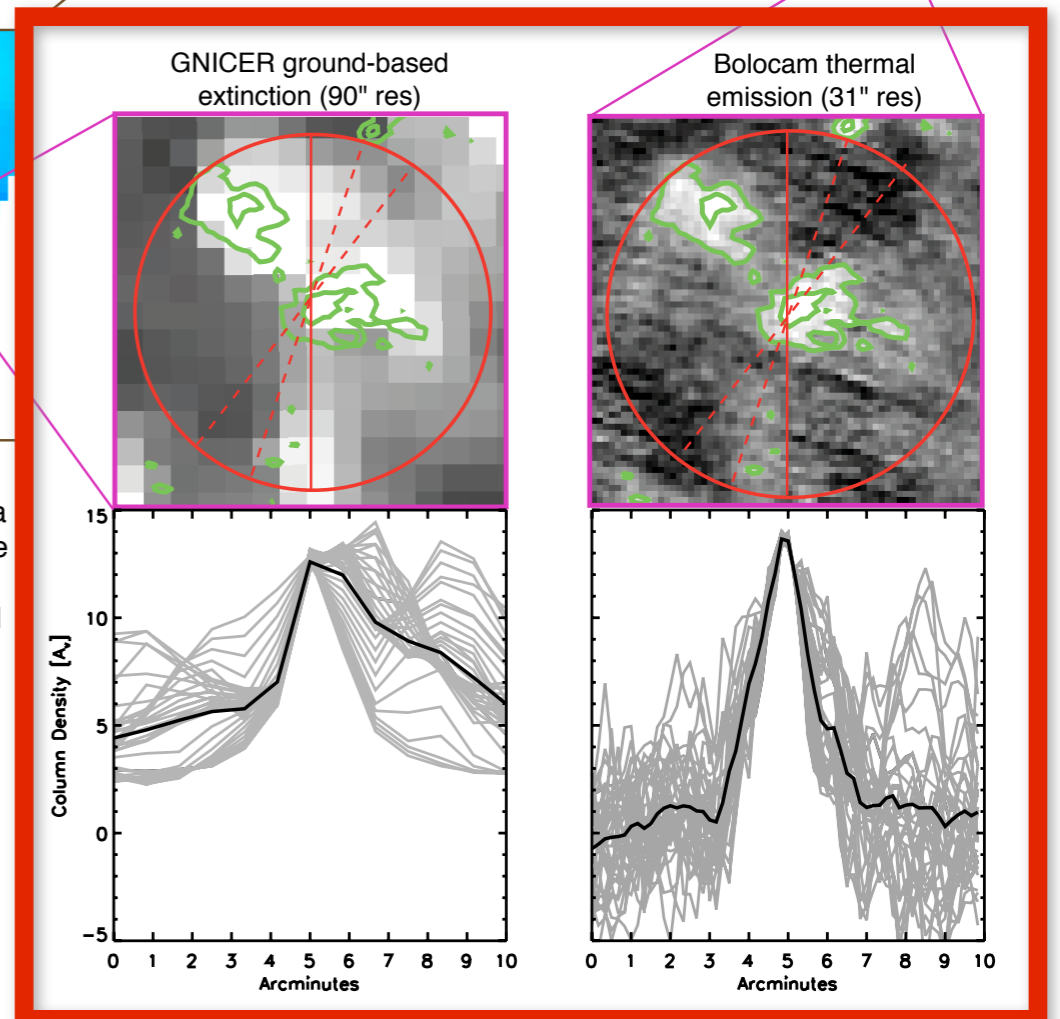 GNICER ground-based
extinction (90" res)
Bolocam thermal
emission (31" res)
a
e
15
10
5
0
-5
Column Density [Av]
0 1 2 3 4 5 6 7 8 9 10
Arcminutes
0 1 2 3 4 5 6 7 8 9 10
Arcminutes